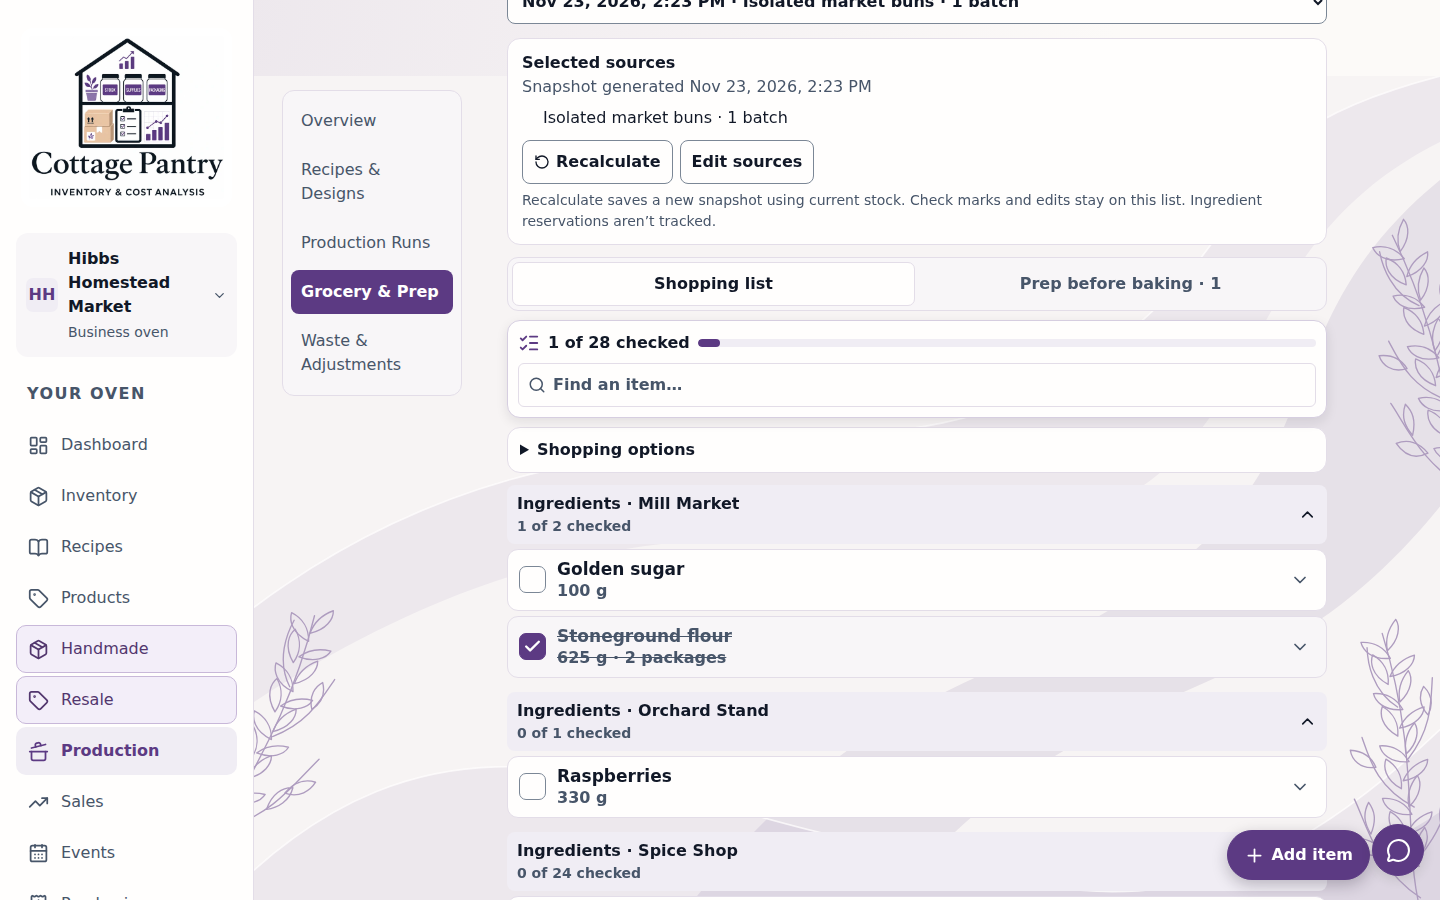 Cottage Pantry
INVENTORY & COST ANALYSIS
HH
Hibbs
Homestead
Market
Business oven
YOUR OVEN
Dashboard
Inventory
Recipes
Products
Handmade
Resale
Production
Sales
Events
Overview
Recipes &
Designs
Production Runs
Grocery & Prep
Waste &
Adjustments
Nov 23, 2026, 2:23 PM · Isolated market buns · 1 batch
Selected sources
Snapshot generated Nov 23, 2026, 2:23 PM
Isolated market buns · 1 batch
Recalculate
Edit sources
Recalculate saves a new snapshot using current stock. Check marks and edits stay on this list. Ingredient
reservations aren’t tracked.
Shopping list
Prep before baking · 1
1 of 28 checked
Find an item…
Shopping options
Ingredients · Mill Market
1 of 2 checked
Golden sugar
100 g
Stoneground flour
625 g · 2 packages
Ingredients · Orchard Stand
0 of 1 checked
Raspberries
330 g
Ingredients · Spice Shop
0 of 24 checked
Add item